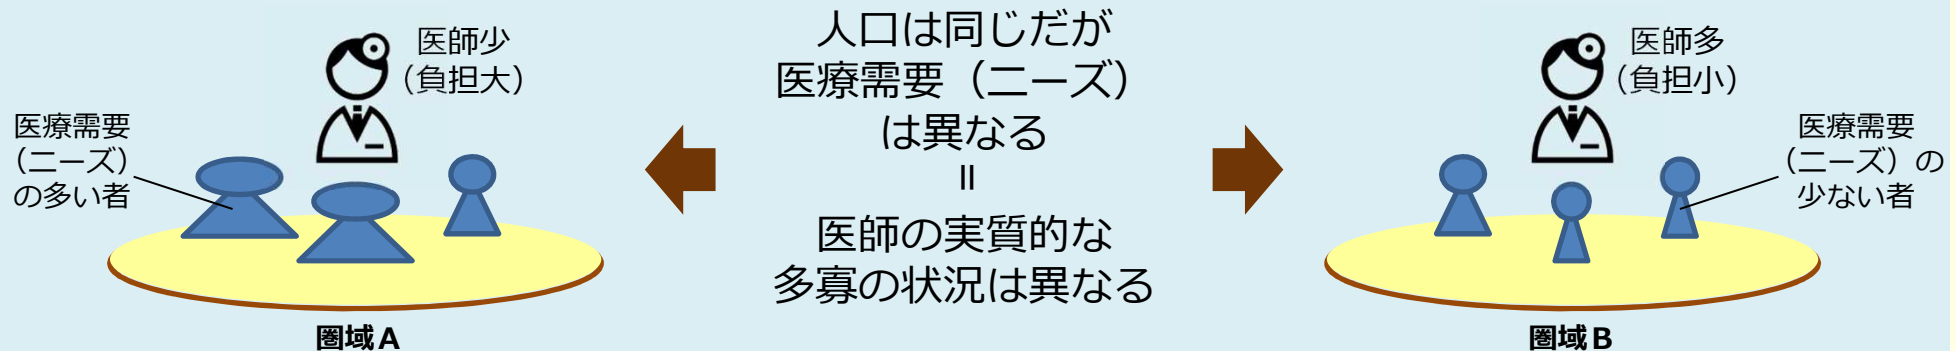 医師少
（負担大）
医療需要
（ニーズ）
の多い者
圏域A
人口は同じだが
医療需要（ニーズ）
は異なる
＝
医師の実質的な
多寡の状況は異なる
医師多
（負担小）
医療需要
（ニーズ）の
少ない者
圏域B